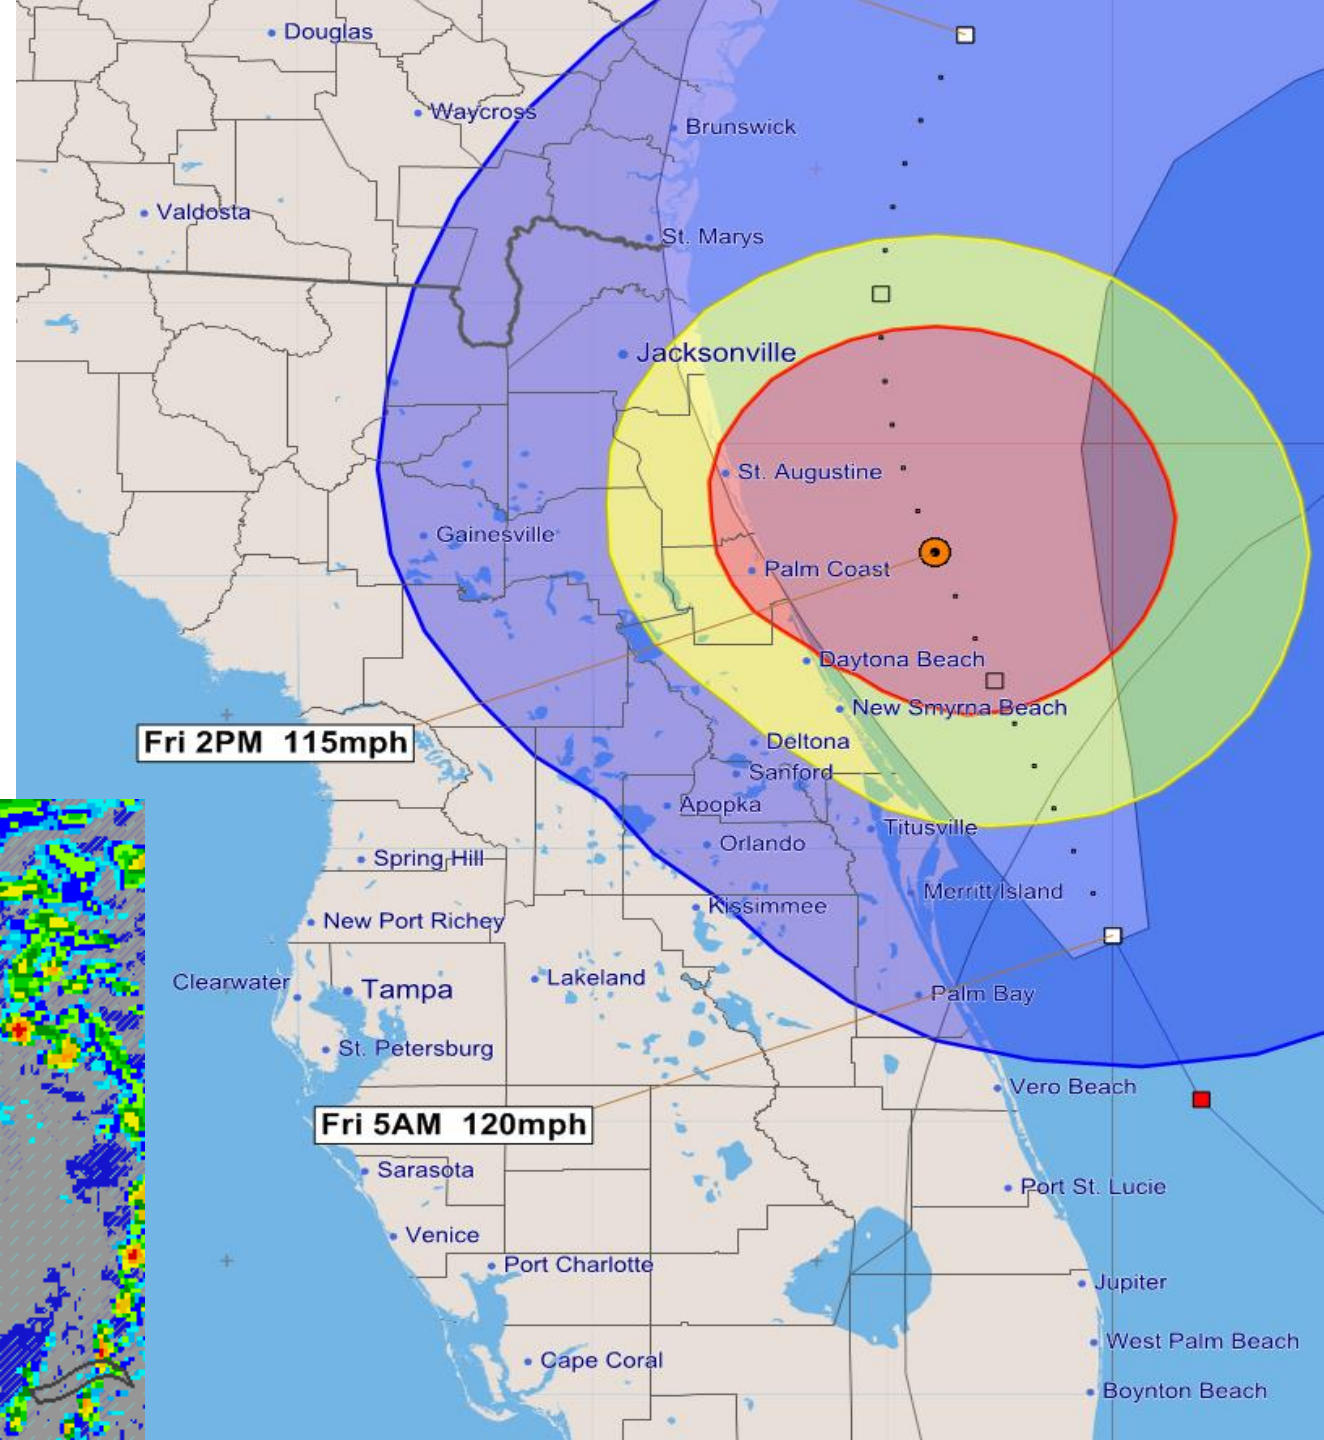 Douglas
Waycross
Brunswick
Valdosta
St. Marys
Jacksonville
St. Augustine
Gainesville
Palm Coast
Daytona Beach
New Smyrna Beach
Fri 2PM 115mph
Deltona
Sanford
Apopka
Titusville
Orlando
Spring Hill
Merritt Island
Kissimmee
New Port Richey
Clearwater
Lakeland
Tampa
Palm Bay
St. Petersburg
Vero Beach
Fri 5AM 120mph
Sarasota
Port St. Lucie
Venice
Port Charlotte
Jupiter
West Palm Beach
Cape Coral
Boynton Beach